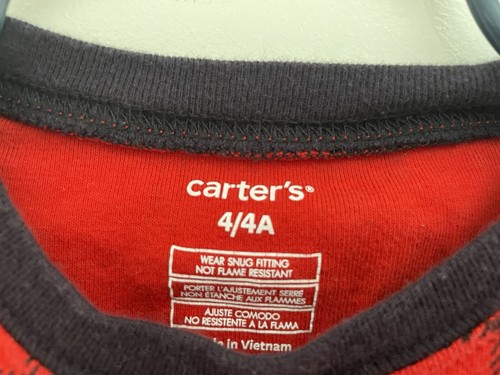 carter's®
4/4A
WEAR SNUG FITTING
NOT FLAME RESISTANT
PORTER L'AJUSTEMENT SERRÉ
NON ÉTANCHE AUX FLAMMES
AJUSTE COMODO
NO RESISTENTE A LA FLAMA
in Vietnam